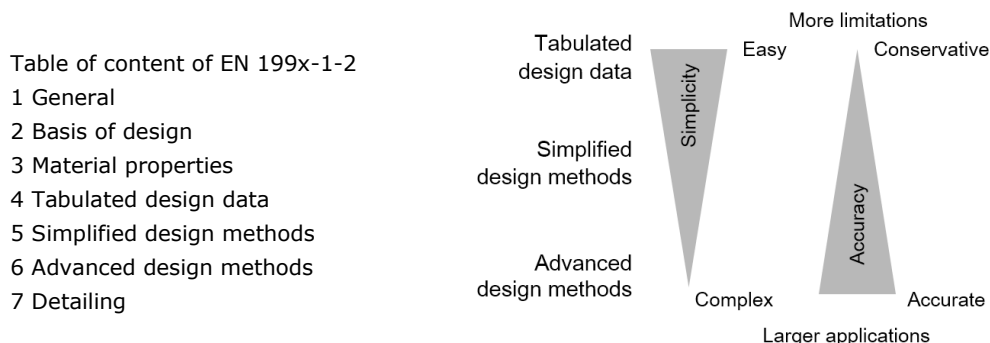 Table of content of EN 199x-1-2
1 General
2 Basis of design
3 Material properties
4 Tabulated design data
5 Simplified design methods
6 Advanced design methods
7 Detailing
More limitations
Tabulated
design data
Easy
Conservative
Simplicity
Simplified
design methods
Accuracy
Advanced
design methods
Complex
Accurate
Larger applications